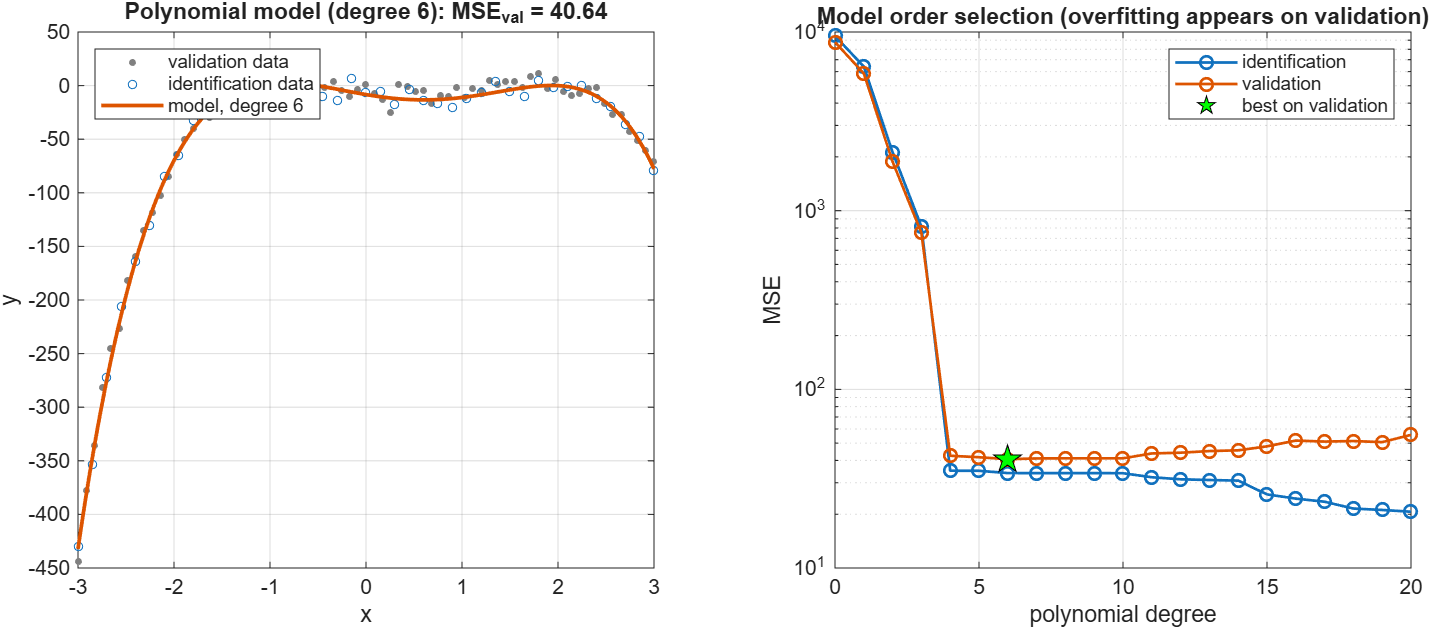 Polynomial model (degree 6): MSEval = 40.64
50
0
-50
-100
-150
-200
-250
-300
-350
-400
-450
y
validation data
identification data
model, degree 6
-3 -2 -1 0 1 2 3
x
Model order selection (overfitting appears on validation)
10^4
10^3
10^2
10^1
MSE
identification
validation
best on validation
0 5 10 15 20
polynomial degree